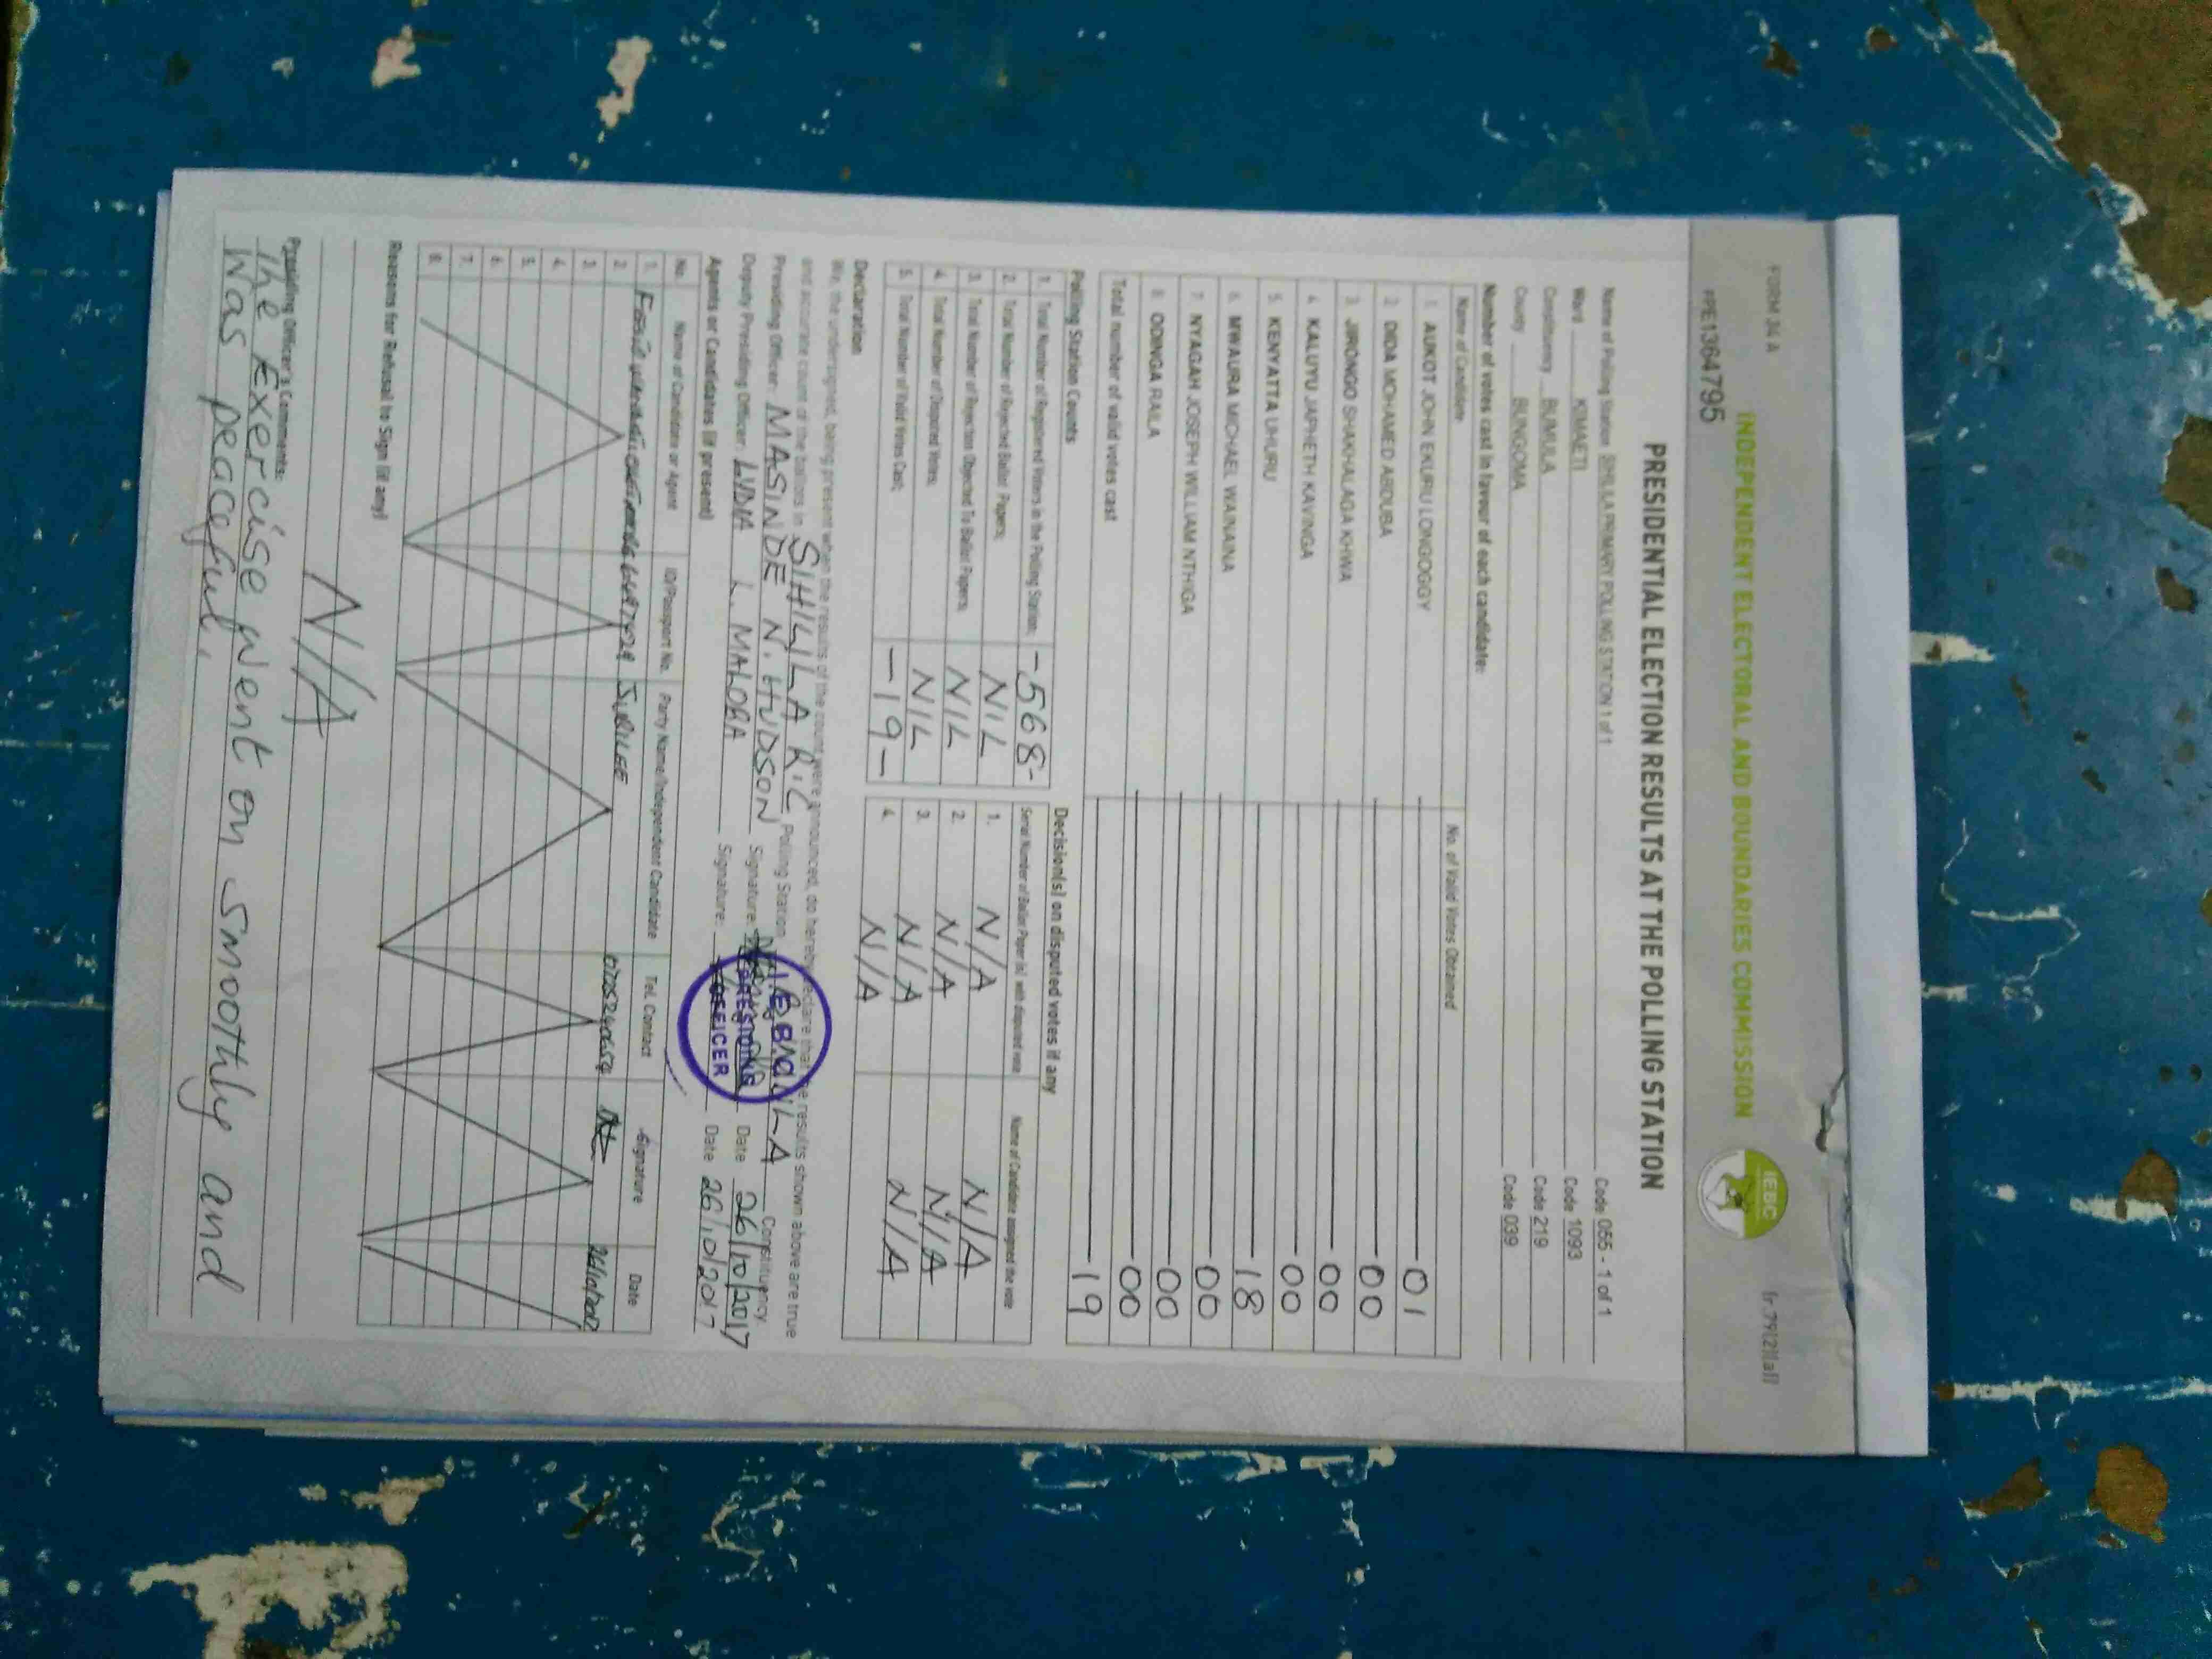 FORM 34 A
fr 79(2)(a)]
INDEPENDENT ELECTORAL AND BOUNDARIES COMMISSION
IEBC
PPE1364795
PRESIDENTIAL ELECTION RESULTS AT THE POLLING STATION
Name of Polling Station SIHILILA PRIMARY POLLING STATION 1 of 1 Code 055 - 1 of 1
Ward KIMAETI Code 1093
Constituency BUMULA Code 219
County BUNGOMA Code 039
Number of votes cast in favour of each candidate:
Name of Candidate No. of Valid Votes Obtained
1. AUKOT JOHN EKURU LONGOGGY 01
2. DIDA MOHAMED ABDUBA 00
3. JIRONGO SHAKHALAGA KHWA 00
4. KALUYU JAPHETH KAVINGA 00
5. KENYATTA UHURU 18
6. MWAURA MICHAEL WAINAINA 00
7. NYAGAH JOSEPH WILLIAM NTHIGA 00
8. ODINGA RAILA 00
Total number of valid votes cast 19
Polling Station Counts
1. Total Number of Registered Voters in the Polling Station; -568-
2. Total Number of Rejected Ballot Papers; NIL
3. Total Number of Rejection Objected To Ballot Papers; NIL
4. Total Number of Disputed Votes; NIL
5. Total Number of Valid Votes Cast; -19-
Decision(s) on disputed votes if any
Serial Number of Ballot Paper (s) with disputed vote Name of Candidate assigned the vote
1. N/A N/A
2. N/A N/A
3. N/A N/A
4. N/A
Declaration
We, the undersigned, being present when the results of the count were announced, do hereby declare that the results shown above are true
and accurate count of the ballots in SIHILILA R.C Polling Station Constituency
Presiding Officer: MASINDE N. HUDSON Signature: Date 26/10/2017
Deputy Presiding Officer: LYDIA L. MALOBA Signature: Date 26/10/2017
IEBC
PRESIDING
OFFICER
Agents or Candidates (if present)
No. Name of Candidate or Agent ID/Passport No. Party Name/Independent Candidate Tel. Contact Signature Date
1. JUBILEE 26/10/2017
2.
3.
4.
5.
6.
7.
8.
Reasons for Refusal to Sign (if any)
N/A
Presiding Officer's Comments:
The Exercise went on smoothly and
was peaceful.